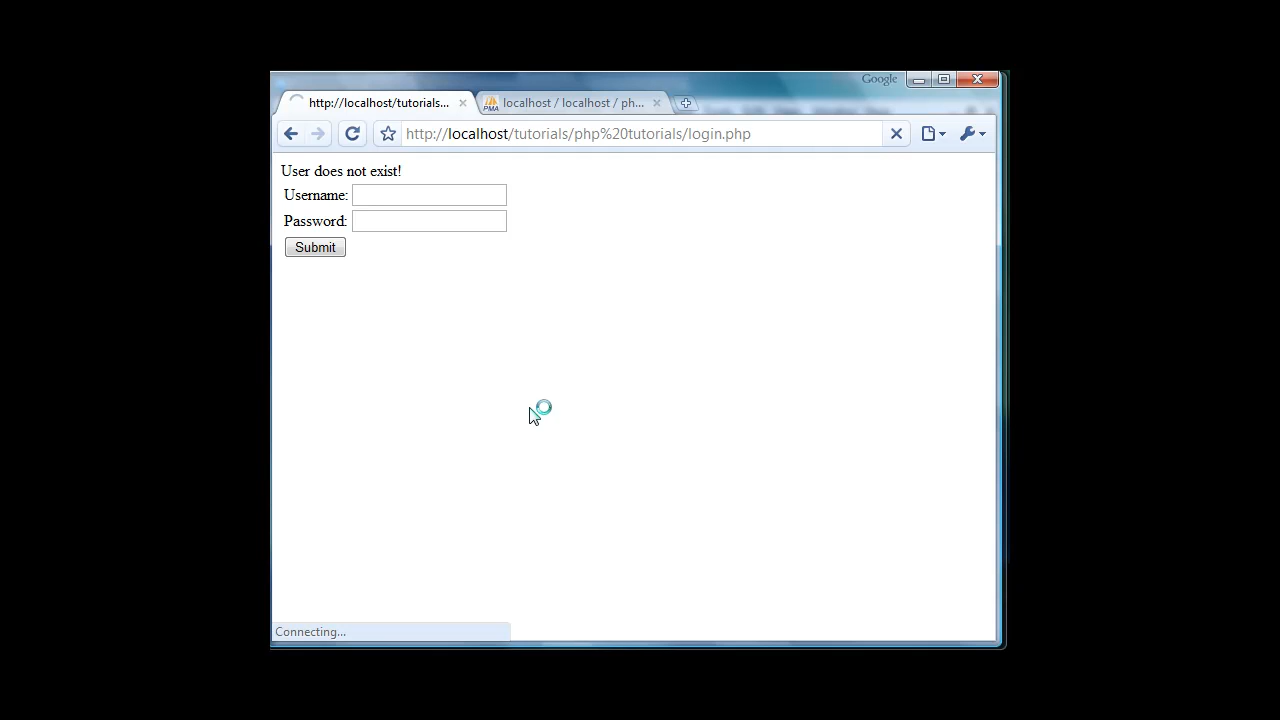 Google
http://localhost/tutorials...
PMA localhost / localhost / ph...
http://localhost/tutorials/php%20tutorials/login.php
User does not exist!
Username:
Password:
Submit
Connecting...